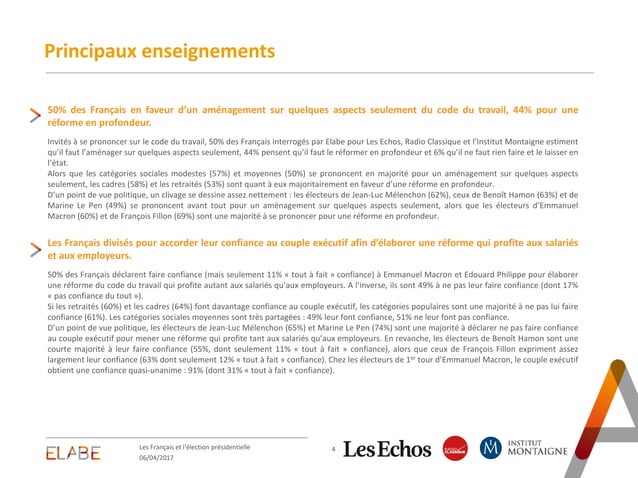 Principaux enseignements
50% des Français en faveur d'un aménagement sur quelques aspects seulement du code du travail, 44% pour une
réforme en profondeur.
Invités à se prononcer sur le code du travail, 50% des Français interrogés par Elabe pour Les Echos, Radio Classique et l'Institut Montaigne estiment
qu'il faut l'aménager sur quelques aspects seulement, 44% pensent qu'il faut le réformer en profondeur et 6% qu'il ne faut rien faire et le laisser en
l'état.
Alors que les catégories sociales modestes (57%) et moyennes (50%) se prononcent en majorité pour un aménagement sur quelques aspects
seulement, les cadres (58%) et les retraités (53%) sont quant à eux majoritairement en faveur d'une réforme en profondeur.
D'un point de vue politique, un clivage se dessine assez nettement : les électeurs de Jean-Luc Mélenchon (62%), ceux de Benoît Hamon (63%) et de
Marine Le Pen (49%) se prononcent avant tout pour un aménagement sur quelques aspects seulement, alors que les électeurs d'Emmanuel
Macron (60%) et de François Fillon (69%) sont une majorité à se prononcer pour une réforme en profondeur.
Les Français divisés pour accorder leur confiance au couple exécutif afin d'élaborer une réforme qui profite aux salariés
et aux employeurs.
50% des Français déclarent faire confiance (mais seulement 11% « tout à fait » confiance) à Emmanuel Macron et Edouard Philippe pour élaborer
une réforme du code du travail qui profite autant aux salariés qu'aux employeurs. A l'inverse, ils sont 49% à ne pas leur faire confiance (dont 17%
« pas confiance du tout »).
Si les retraités (60%) et les cadres (64%) font davantage confiance au couple exécutif, les catégories populaires sont une majorité à ne pas lui faire
confiance (61%). Les catégories sociales moyennes sont très partagées : 49% leur font confiance, 51% ne leur font pas confiance.
D'un point de vue politique, les électeurs de Jean-Luc Mélenchon (65%) et Marine Le Pen (74%) sont une majorité à déclarer ne pas faire confiance
au couple exécutif pour mener une réforme qui profite tant aux salariés qu'aux employeurs. En revanche, les électeurs de Benoît Hamon sont une
courte majorité à leur faire confiance (55%, dont seulement 11% « tout à fait » confiance), alors que ceux de François Fillon expriment assez
largement leur confiance (63% dont seulement 12% « tout à fait » confiance). Chez les électeurs de 1er tour d'Emmanuel Macron, le couple exécutif
obtient une confiance quasi-unanime : 91% (dont 31% « tout à fait » confiance).
ELABE
Les Français et l'élection présidentielle
06/04/2017
4
Les Echos
RADIO
CLASSIQUE
INSTITUT
MONTAIGNE